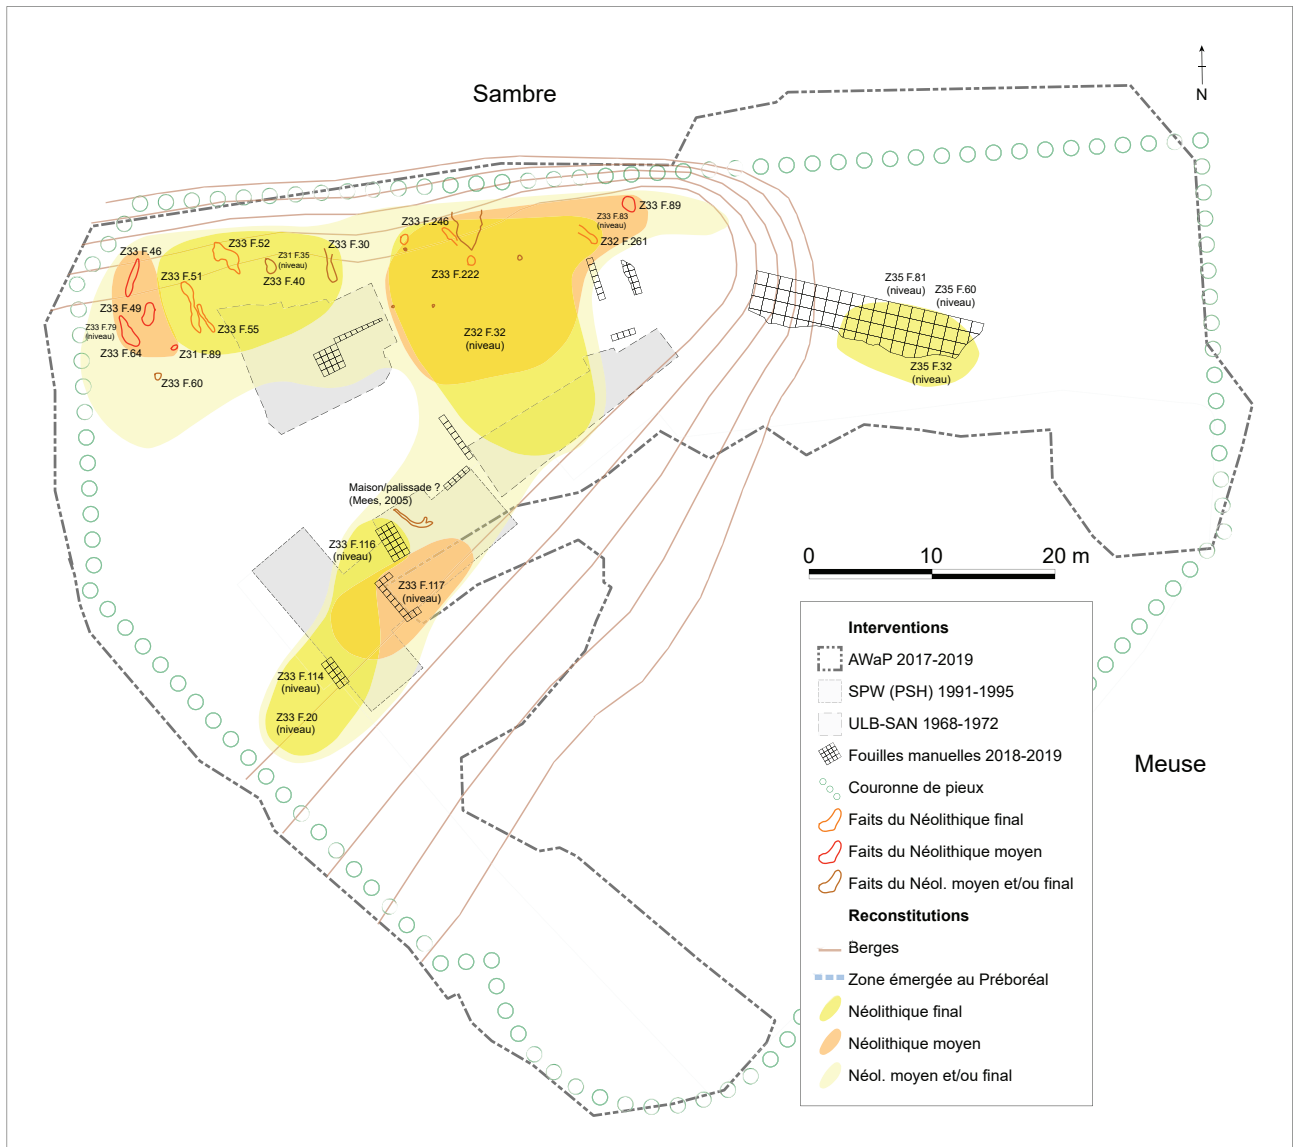 Sambre
N
Z33 F.89
Z33 F.83
(niveau)
Z33 F.246
Z32 F.261
Z33 F.52
Z33 F.30
Z33 F.46
Z31 F.35
(niveau)
Z33 F.51
Z33 F.40
Z33 F.222
Z35 F.81
(niveau)
Z35 F.60
(niveau)
Z33 F.49
Z33 F.79
(niveau)
Z33 F.55
Z32 F.32
(niveau)
Z33 F.64
Z31 F.89
Z35 F.32
(niveau)
Z33 F.60
Maison/palissade ?
(Mees, 2005)
Z33 F.116
(niveau)
Z33 F.117
(niveau)
Z33 F.114
(niveau)
Z33 F.20
(niveau)
0 10 20 m
Meuse
Interventions
AWaP 2017-2019
SPW (PSH) 1991-1995
ULB-SAN 1968-1972
Fouilles manuelles 2018-2019
Couronne de pieux
Faits du Néolithique final
Faits du Néolithique moyen
Faits du Néol. moyen et/ou final
Reconstitutions
Berges
Zone émergée au Préboréal
Néolithique final
Néolithique moyen
Néol. moyen et/ou final